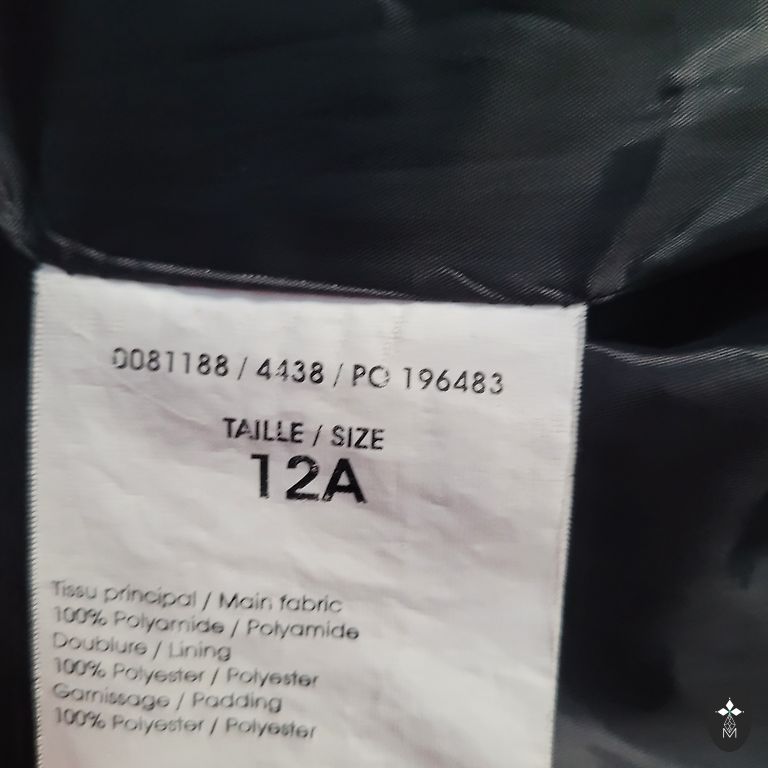 0081188 / 4438 / PO 196483
TAILLE / SIZE
12A
Tissu principal / Main fabric
100% Polyamide / Polyamide
Doublure / Lining
100% Polyester / Polyester
Garnissage / Padding
100% Polyester / Polyester
M